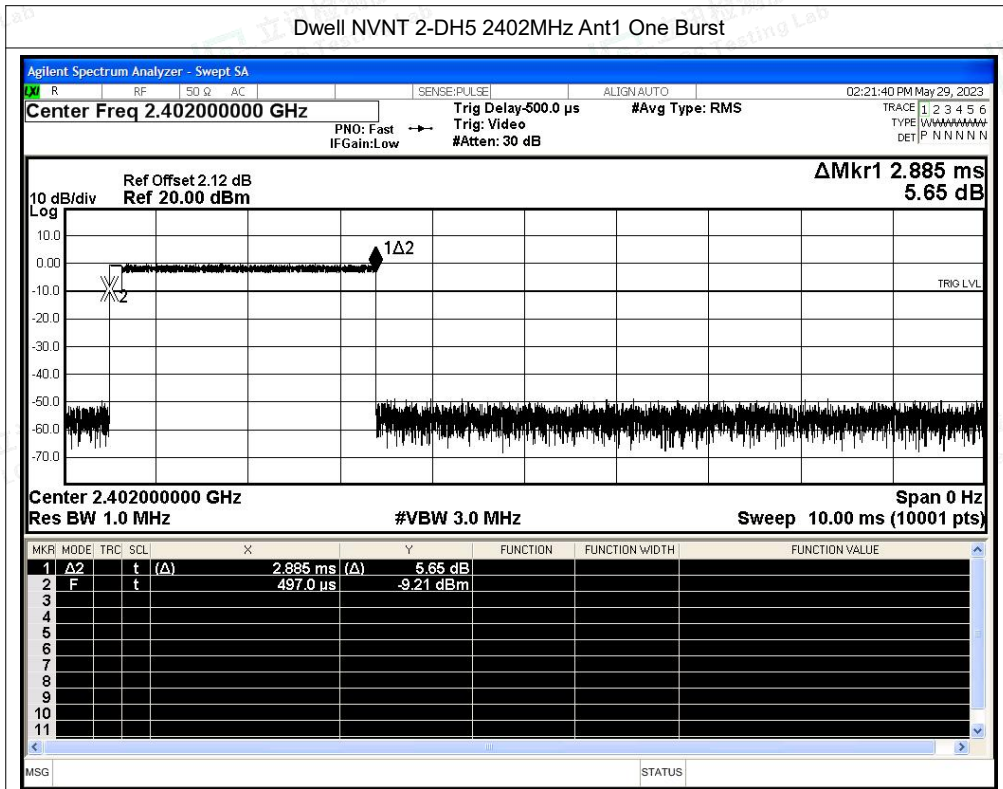 Dwell NVNT 2-DH5 2402MHz Ant1 One Burst
Agilent Spectrum Analyzer - Swept SA
LXI R RF 50 Ω AC SENSE:PULSE ALIGN AUTO 02:21:40 PM May 29, 2023
Center Freq 2.402000000 GHz
PNO: Fast
IFGain:Low
Trig Delay-500.0 µs
Trig: Video
#Atten: 30 dB
#Avg Type: RMS
TRACE 1 2 3 4 5 6
TYPE WWWWWW
DET P N N N N N
ΔMkr1 2.885 ms
5.65 dB
Ref Offset 2.12 dB
10 dB/div Ref 20.00 dBm
Log
10.0
0.00
-10.0
-20.0
-30.0
-40.0
-50.0
-60.0
-70.0
1Δ2
2
TRIG LVL
Center 2.402000000 GHz Span 0 Hz
Res BW 1.0 MHz #VBW 3.0 MHz Sweep 10.00 ms (10001 pts)
MKR MODE TRC SCL X Y FUNCTION FUNCTION WIDTH FUNCTION VALUE
1 Δ2 t (Δ) 2.885 ms (Δ) 5.65 dB
2 F t 497.0 µs -9.21 dBm
3
4
5
6
7
8
9
10
11
MSG STATUS